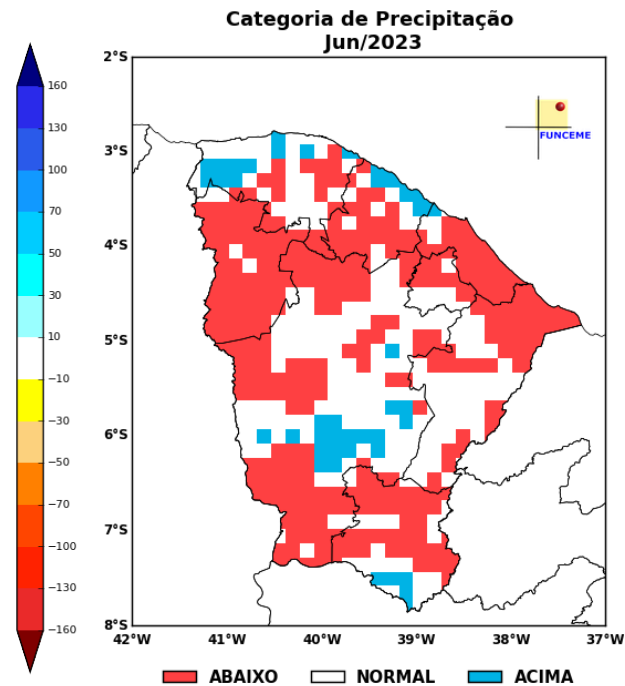 Categoria de Precipitação
Jun/2023
160
130
100
70
50
30
10
−10
−30
−50
−70
−100
−130
−160
2°S
3°S
4°S
5°S
6°S
7°S
8°S
FUNCEME
42°W
41°W
40°W
39°W
38°W
37°W
ABAIXO
NORMAL
ACIMA